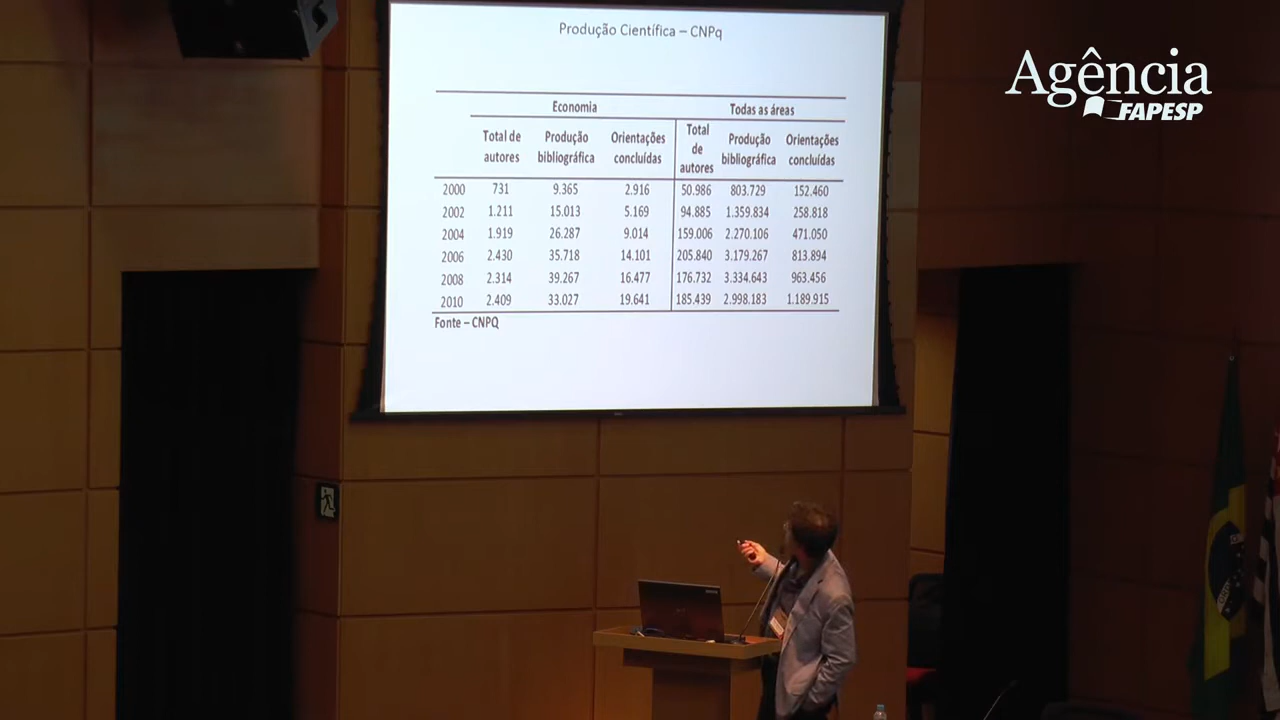 Produção Científica – CNPq
Agência
FAPESP
Economia Todas as áreas
Total de autores Produção bibliográfica Orientações concluídas Total de autores Produção bibliográfica Orientações concluídas
2000 731 9.365 2.916 50.986 803.729 152.460
2002 1.211 15.013 5.169 94.885 1.359.834 258.818
2004 1.919 26.287 9.014 159.006 2.270.106 471.050
2006 2.430 35.718 14.101 205.840 3.179.267 813.894
2008 2.314 39.267 16.477 176.732 3.334.643 963.456
2010 2.409 33.027 19.641 185.439 2.998.183 1.189.915
Fonte – CNPQ